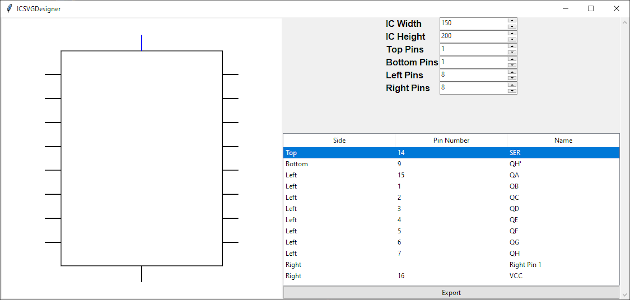 ICSVGDesigner
IC Width 150
IC Height 200
Top Pins 1
Bottom Pins 1
Left Pins 8
Right Pins 8
Side Pin Number Name
Top 14 SER
Bottom 9 QH'
Left 15 QA
Left 1 QB
Left 2 QC
Left 3 QD
Left 4 QE
Left 5 QF
Left 6 QG
Left 7 QH
Right Right Pin 1
Right 16 VCC
Export